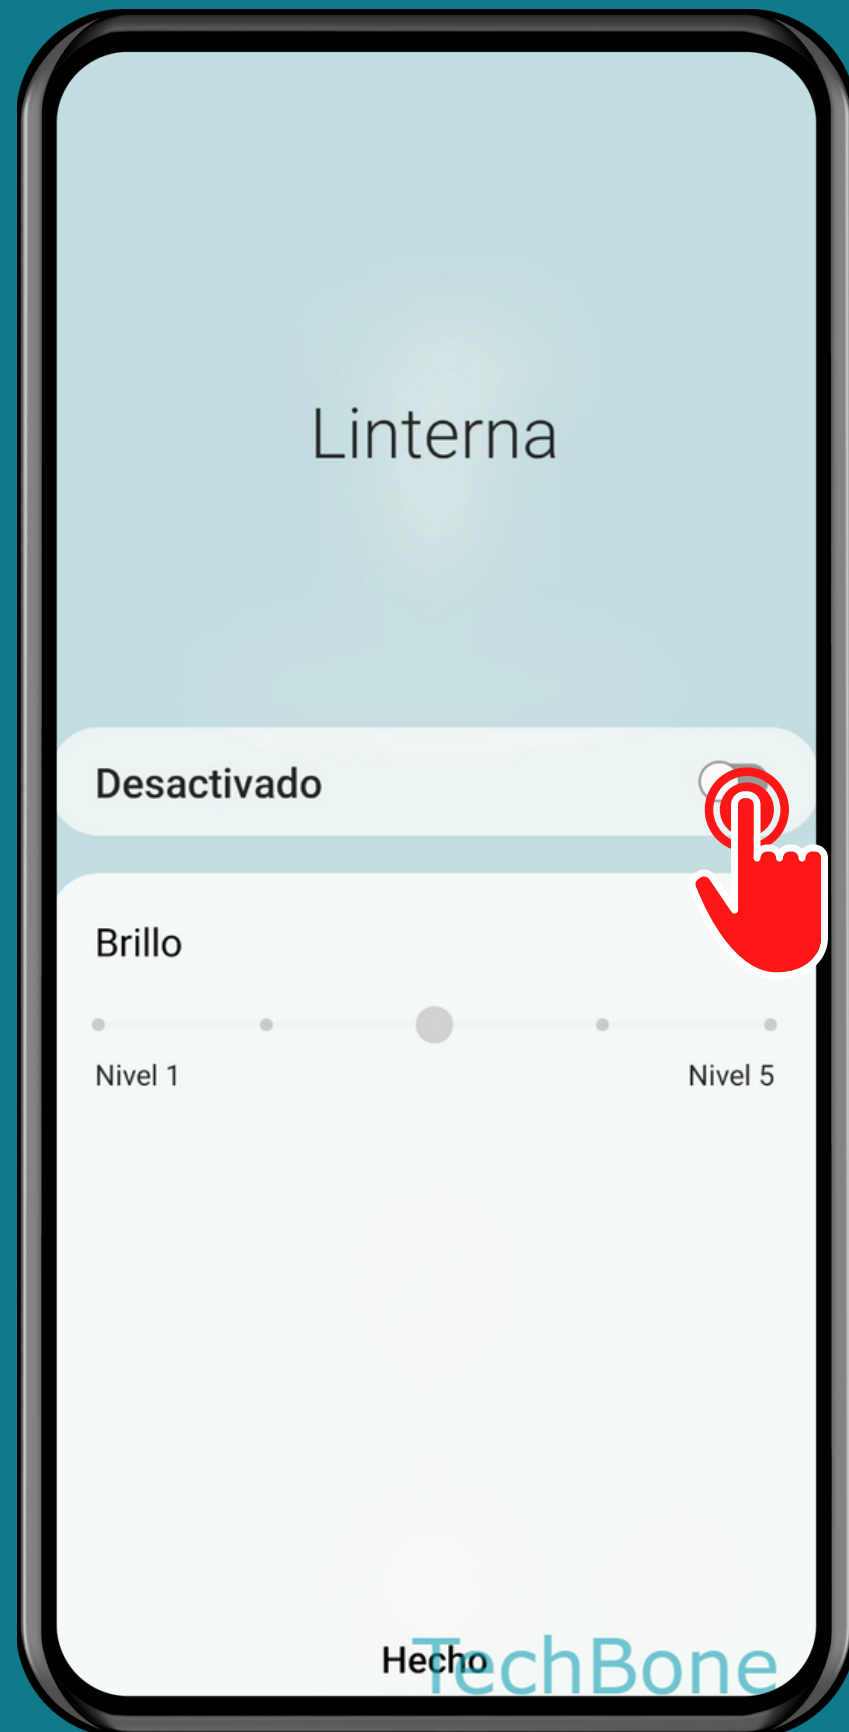 Linterna
Desactivado
Brillo
Nivel 1
Nivel 5
Hecho
TechBone